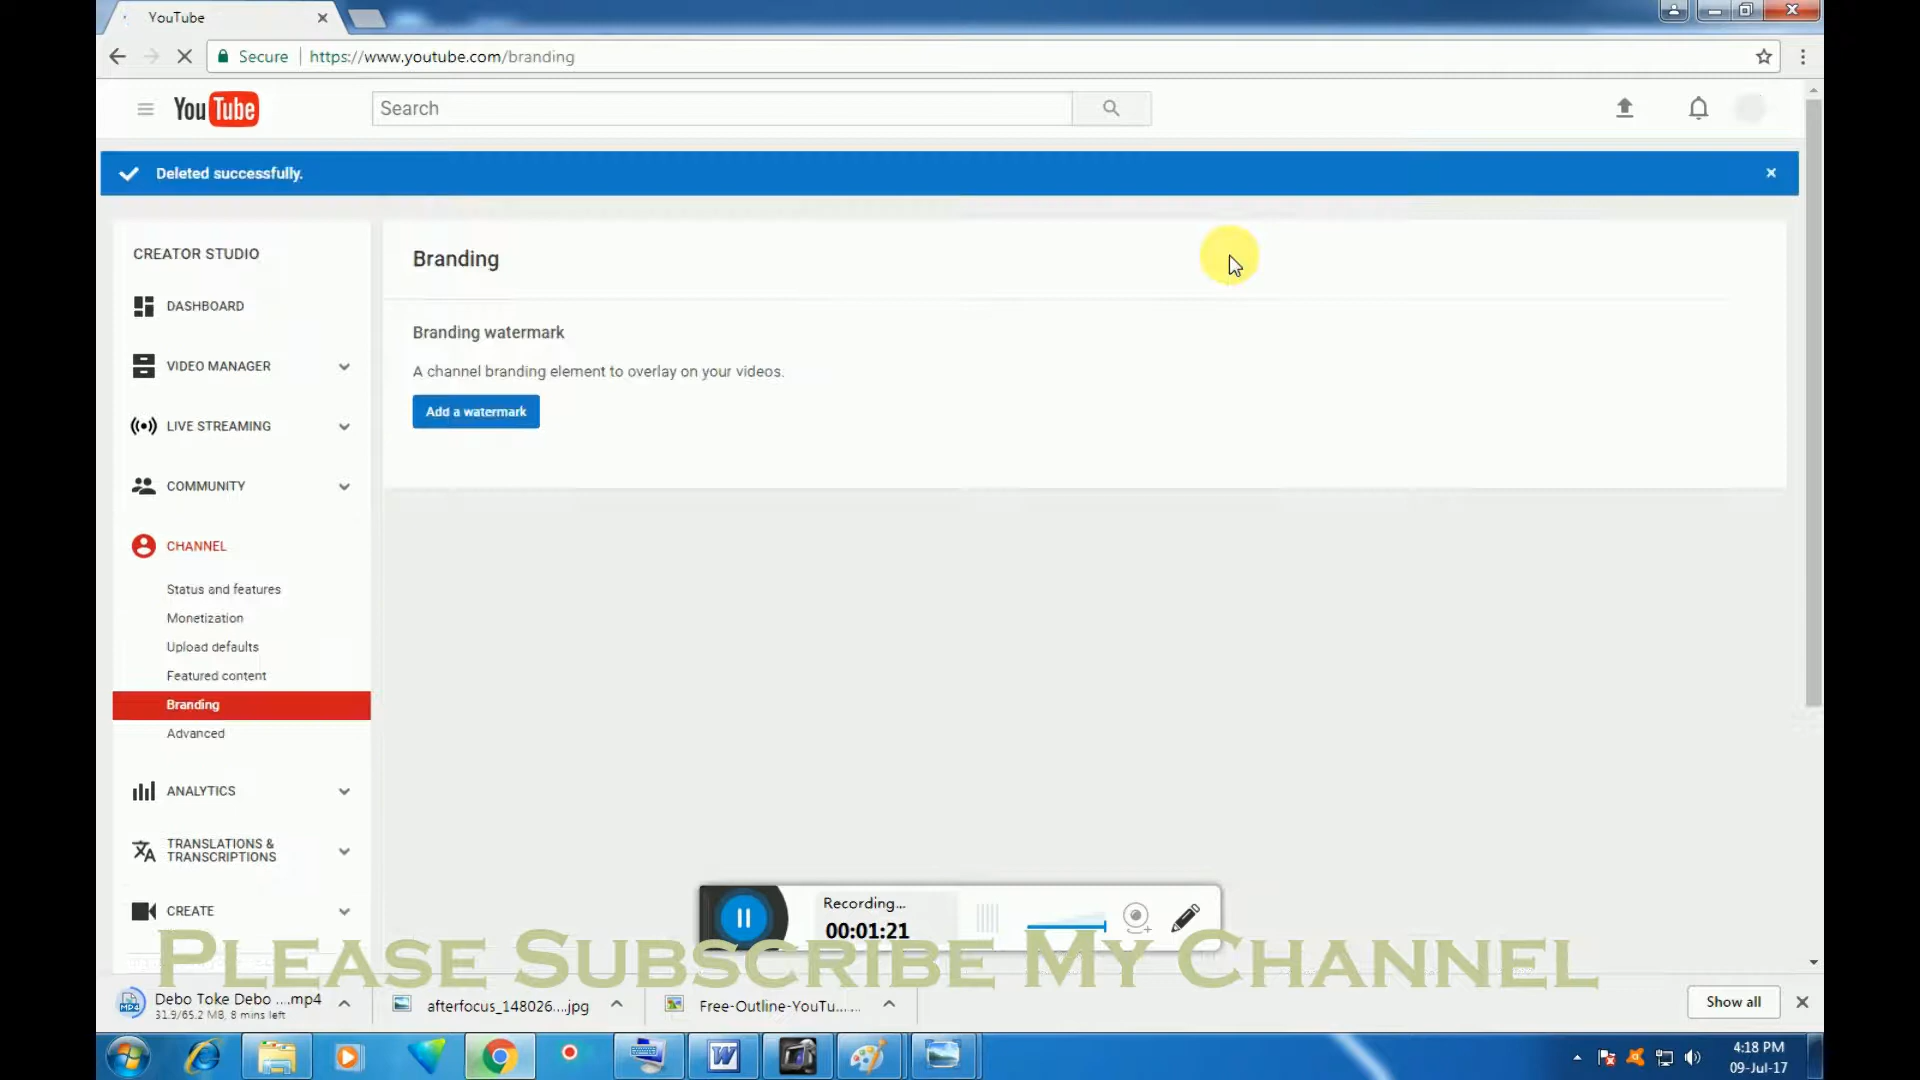 YouTube
Secure https://www.youtube.com/branding
YouTube
Search
Deleted successfully.
CREATOR STUDIO
DASHBOARD
VIDEO MANAGER
LIVE STREAMING
COMMUNITY
CHANNEL
Status and features
Monetization
Upload defaults
Featured content
Branding
Advanced
ANALYTICS
TRANSLATIONS &
TRANSCRIPTIONS
CREATE
Branding
Branding watermark
A channel branding element to overlay on your videos.
Add a watermark
Recording...
00:01:21
Please Subscribe My Channel
Debo Toke Debo ....mp4
31.9/65.2 MB, 8 mins left
afterfocus_148026....jpg
Free-Outline-YouTu......
Show all
4:18 PM
09-Jul-17